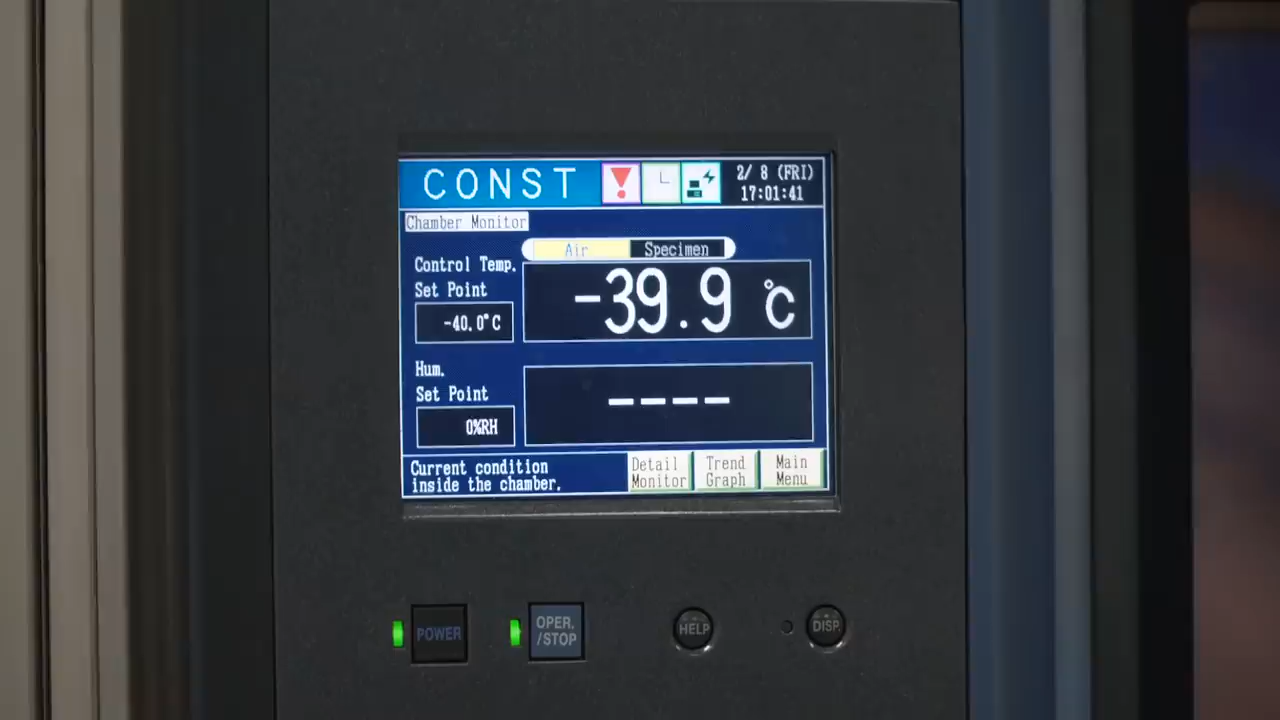 CONST
2/ 8 (FRI)
17:01:41
Chamber Monitor
Air
Specimen
Control Temp.
Set Point
-40.0°C
-39.9 °C
Hum.
Set Point
0%RH
----
Current condition
inside the chamber.
Detail
Monitor
Trend
Graph
Main
Menu
POWER
OPER.
/STOP
HELP
DISP.